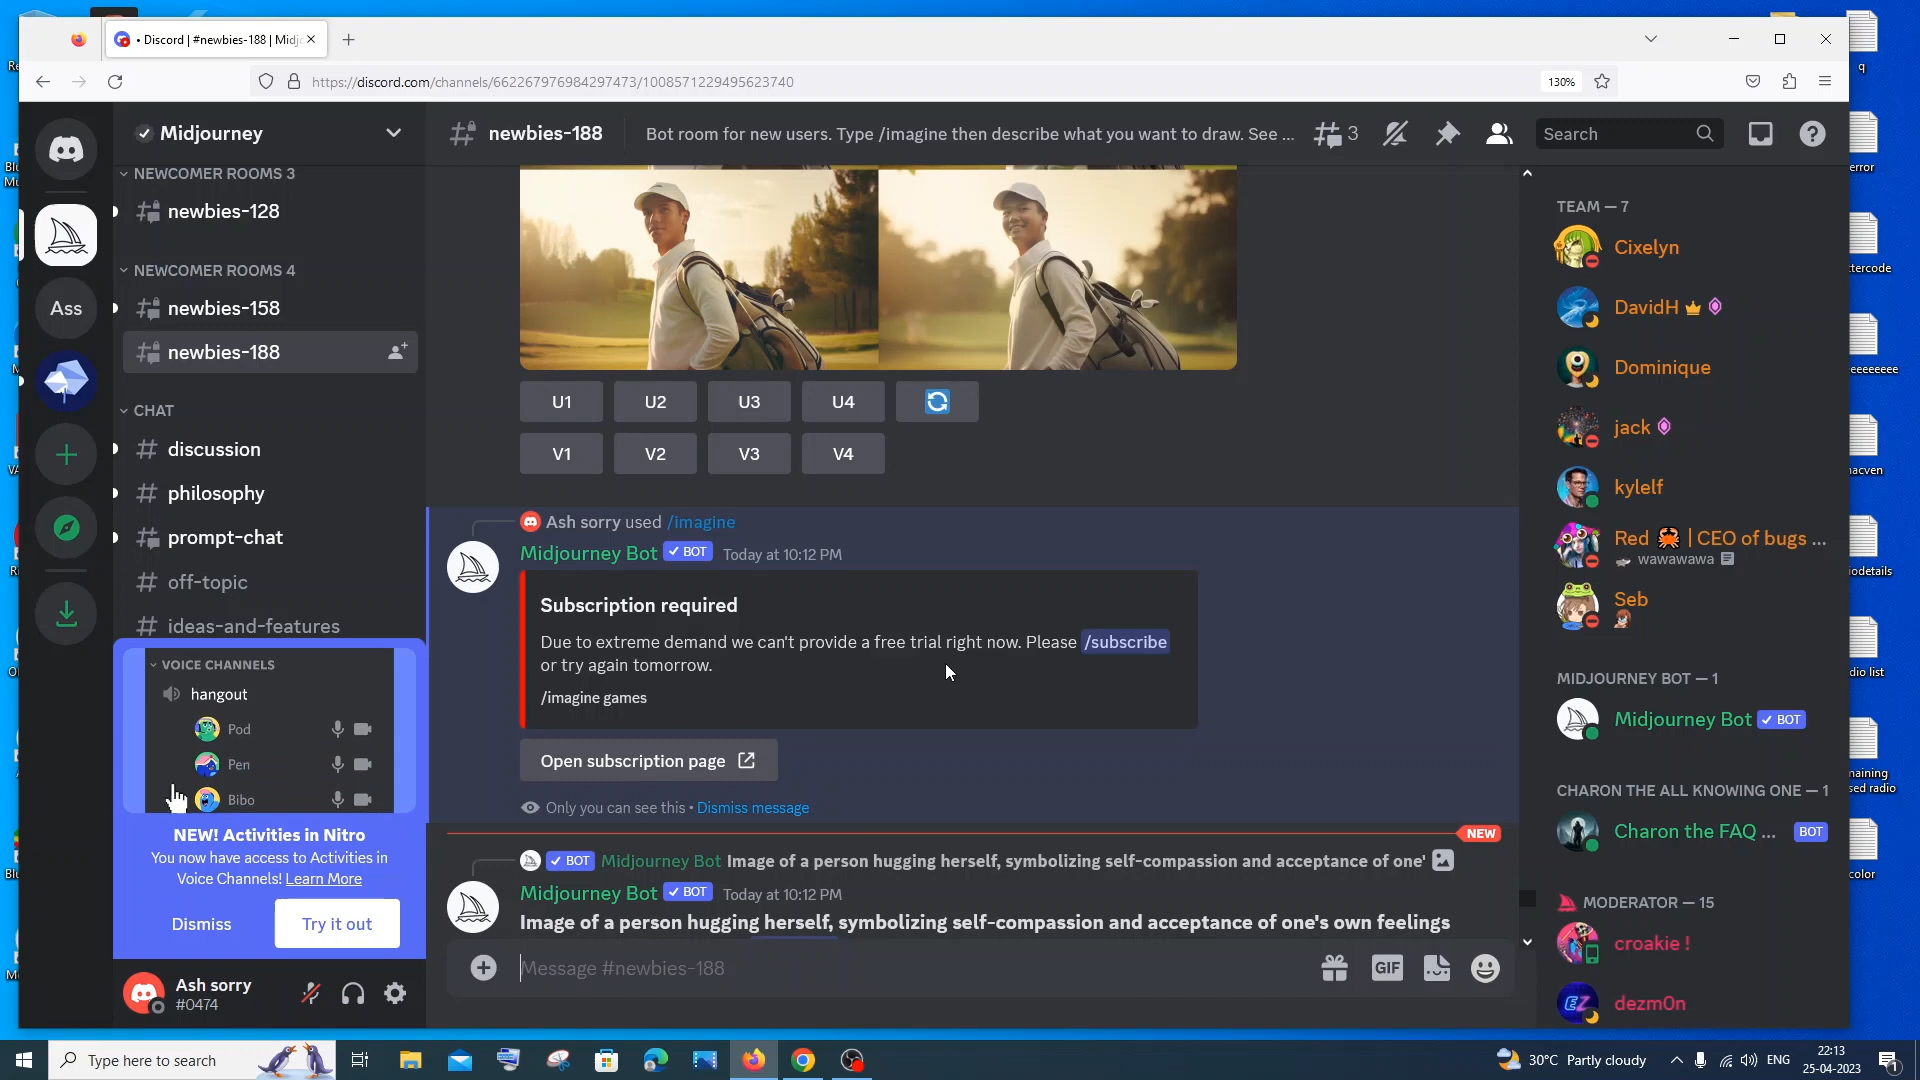 • Discord | #newbies-188 | Midj
https://discord.com/channels/662267976984297473/1008571229495623740
130%
q
error
ttercode
eeeeeeee
nacven
iodetails
dio list
naining
sed radio
color
Midjourney
NEWCOMER ROOMS 3
newbies-128
NEWCOMER ROOMS 4
newbies-158
newbies-188
CHAT
discussion
philosophy
prompt-chat
off-topic
ideas-and-features
Ass
VOICE CHANNELS
hangout
Pod
Pen
Bibo
NEW! Activities in Nitro
You now have access to Activities in
Voice Channels! Learn More
Dismiss
Try it out
Ash sorry
#0474
newbies-188
Bot room for new users. Type /imagine then describe what you want to draw. See ...
3
Search
U1 U2 U3 U4
V1 V2 V3 V4
Ash sorry used /imagine
Midjourney Bot BOT Today at 10:12 PM
Subscription required
Due to extreme demand we can't provide a free trial right now. Please /subscribe
or try again tomorrow.
/imagine games
Open subscription page
Only you can see this • Dismiss message
NEW
BOT Midjourney Bot Image of a person hugging herself, symbolizing self-compassion and acceptance of one'
Midjourney Bot BOT Today at 10:12 PM
Image of a person hugging herself, symbolizing self-compassion and acceptance of one's own feelings
Message #newbies-188
GIF
TEAM — 7
Cixelyn
DavidH
Dominique
jack
kylelf
Red 🦀 | CEO of bugs ...
wawawawa
Seb
MIDJOURNEY BOT — 1
Midjourney Bot BOT
CHARON THE ALL KNOWING ONE — 1
Charon the FAQ ... BOT
MODERATOR — 15
croakie !
EZ
dezm0n
Type here to search
30°C Partly cloudy
ENG
22:13
25-04-2023
1